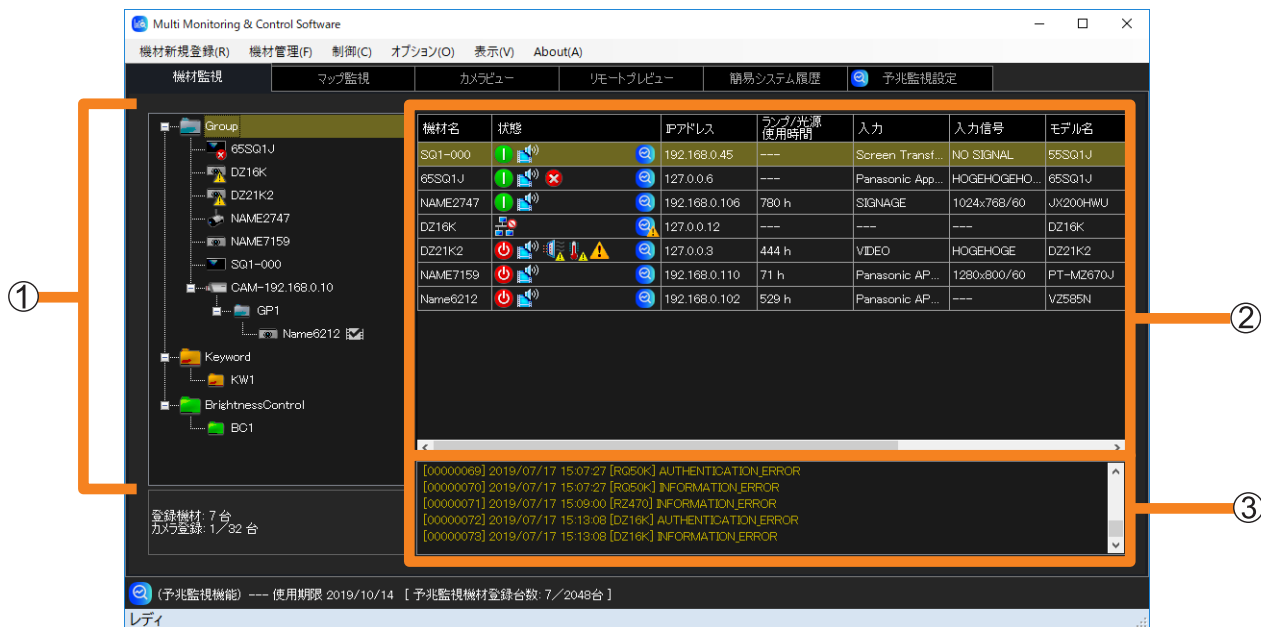 Multi Monitoring & Control Software
機材新規登録(R) 機材管理(F) 制御(C) オプション(O) 表示(V) About(A)
機材監視 マップ監視 カメラビュー リモートプレビュー 簡易システム履歴 予兆監視設定
①
Group
65SQ1J
DZ16K
DZ21K2
NAME2747
NAME7159
SQ1-000
CAM-192.168.0.10
GP1
Name6212
Keyword
KW1
BrightnessControl
BC1
登録機材: 7 台
カメラ登録: 1/32 台
②
機材名 状態 IPアドレス ランプ/光源 使用時間 入力 入力信号 モデル名
SQ1-000 192.168.0.45 --- Screen Transf... NO SIGNAL 55SQ1J
65SQ1J 127.0.0.6 --- Panasonic App... HOGEHOGEHO... 65SQ1J
NAME2747 192.168.0.106 780 h SIGNAGE 1024x768/60 JX200HWU
DZ16K 127.0.0.12 --- --- --- DZ16K
DZ21K2 127.0.0.3 444 h VIDEO HOGEHOGE DZ21K2
NAME7159 192.168.0.110 71 h Panasonic AP... 1280x800/60 PT-MZ670J
Name6212 192.168.0.102 529 h Panasonic AP... --- VZ585N
③
[00000069] 2019/07/17 15:07:27 [RQ50K] AUTHENTICATION_ERROR
[00000070] 2019/07/17 15:07:27 [RQ50K] INFORMATION_ERROR
[00000071] 2019/07/17 15:09:00 [RZ470] INFORMATION_ERROR
[00000072] 2019/07/17 15:13:08 [DZ16K] AUTHENTICATION_ERROR
[00000073] 2019/07/17 15:13:08 [DZ16K] INFORMATION_ERROR
(予兆監視機能) --- 使用期限 2019/10/14 [ 予兆監視機材登録台数: 7/2048台 ]
レディ